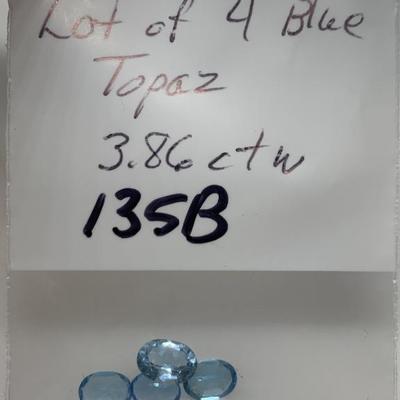 Lot of 4 Blue
Topaz
3.86 ctw
135B